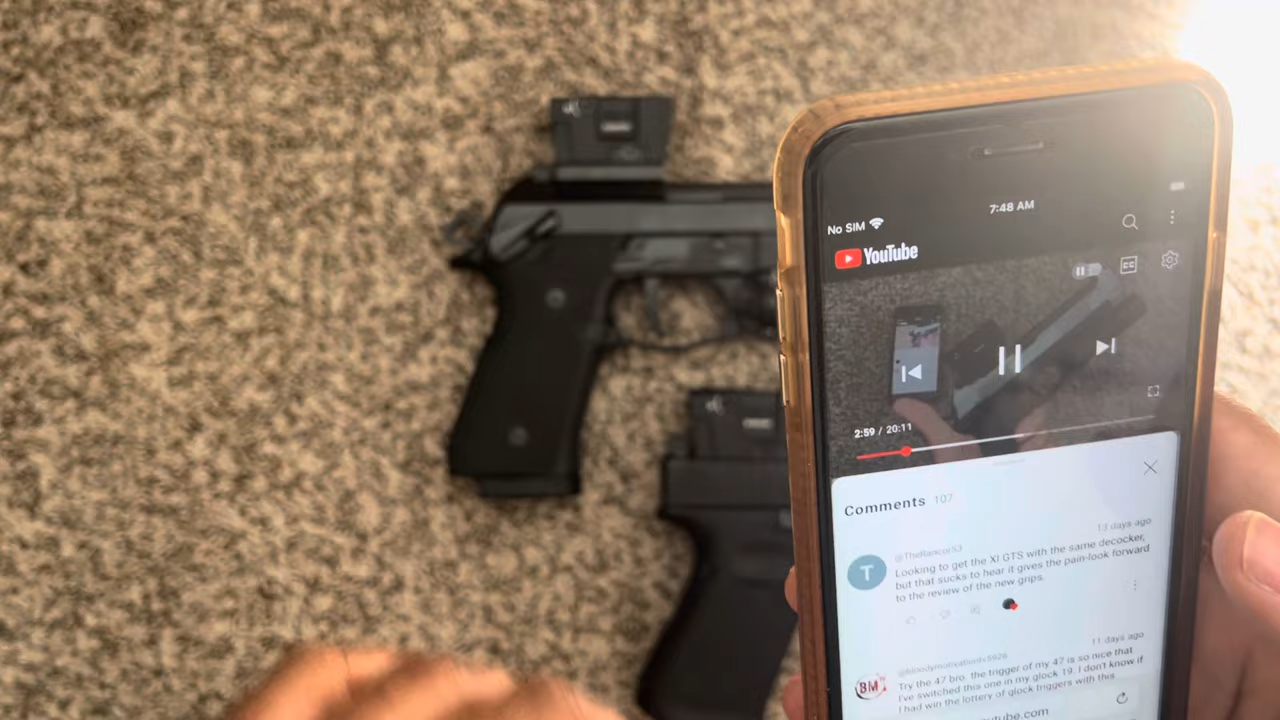 7:48 AM
No SIM
YouTube
CC
2:59 / 20:11
Comments 107
13 days ago
@TheRancor53
Looking to get the XI GTS with the same decocker,
but that sucks to hear it gives the pain-look forward
to the review of the new grips.
T
11 days ago
Try the 47 bro. the trigger of my 47 is so nice that
I've switched this one in my glock 19. I don't know if
I had win the lottery of glock triggers with this
8M